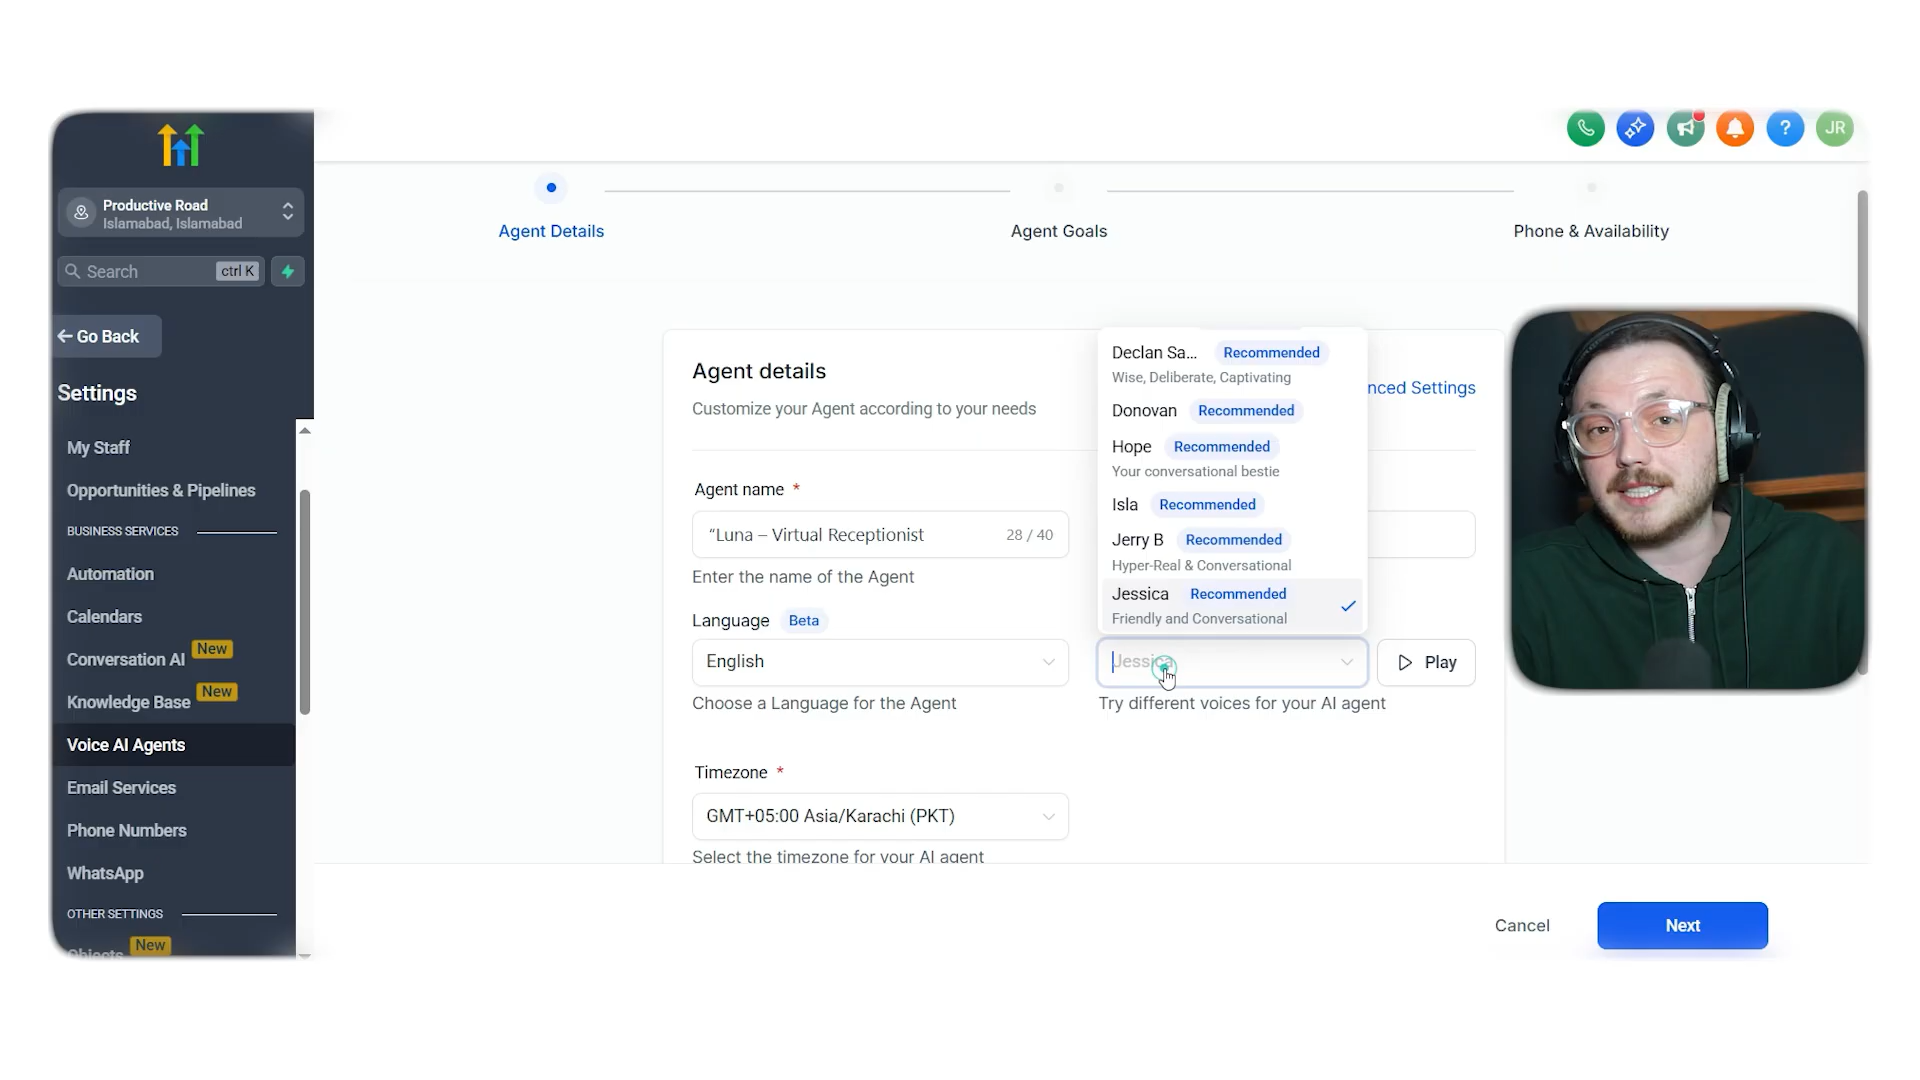 JR
Productive Road
Islamabad, Islamabad
Search ctrl K
Go Back
Settings
My Staff
Opportunities & Pipelines
BUSINESS SERVICES
Automation
Calendars
Conversation AI New
Knowledge Base New
Voice AI Agents
Email Services
Phone Numbers
WhatsApp
OTHER SETTINGS
Objects New
Agent Details
Agent Goals
Phone & Availability
Agent details
Customize your Agent according to your needs
nced Settings
Agent name *
“Luna – Virtual Receptionist 28 / 40
Enter the name of the Agent
Language Beta
English
Choose a Language for the Agent
Declan Sa... Recommended
Wise, Deliberate, Captivating
Donovan Recommended
Hope Recommended
Your conversational bestie
Isla Recommended
Jerry B Recommended
Hyper-Real & Conversational
Jessica Recommended
Friendly and Conversational
Jessica
Play
Try different voices for your AI agent
Timezone *
GMT+05:00 Asia/Karachi (PKT)
Select the timezone for your AI agent
Cancel
Next